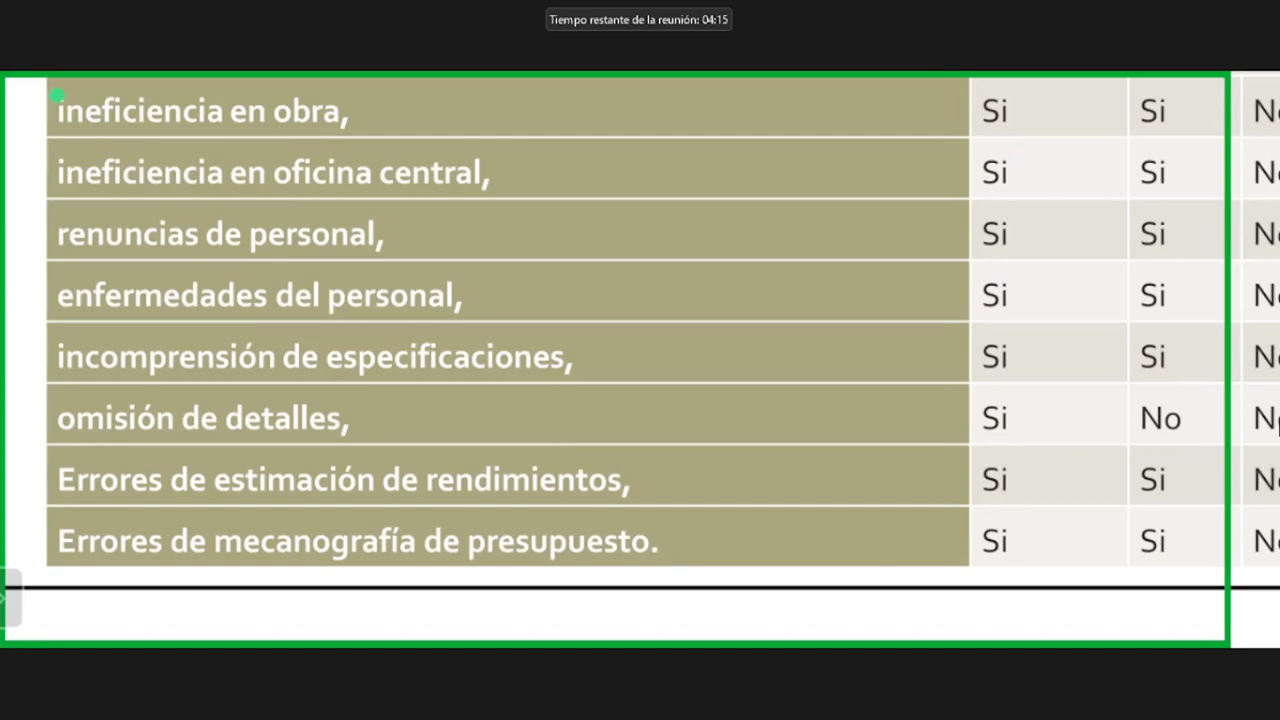 Tiempo restante de la reunión: 04:15
ineficiencia en obra, Si Si
ineficiencia en oficina central, Si Si
renuncias de personal, Si Si
enfermedades del personal, Si Si
incomprensión de especificaciones, Si Si
omisión de detalles, Si No
Errores de estimación de rendimientos, Si Si
Errores de mecanografía de presupuesto. Si Si